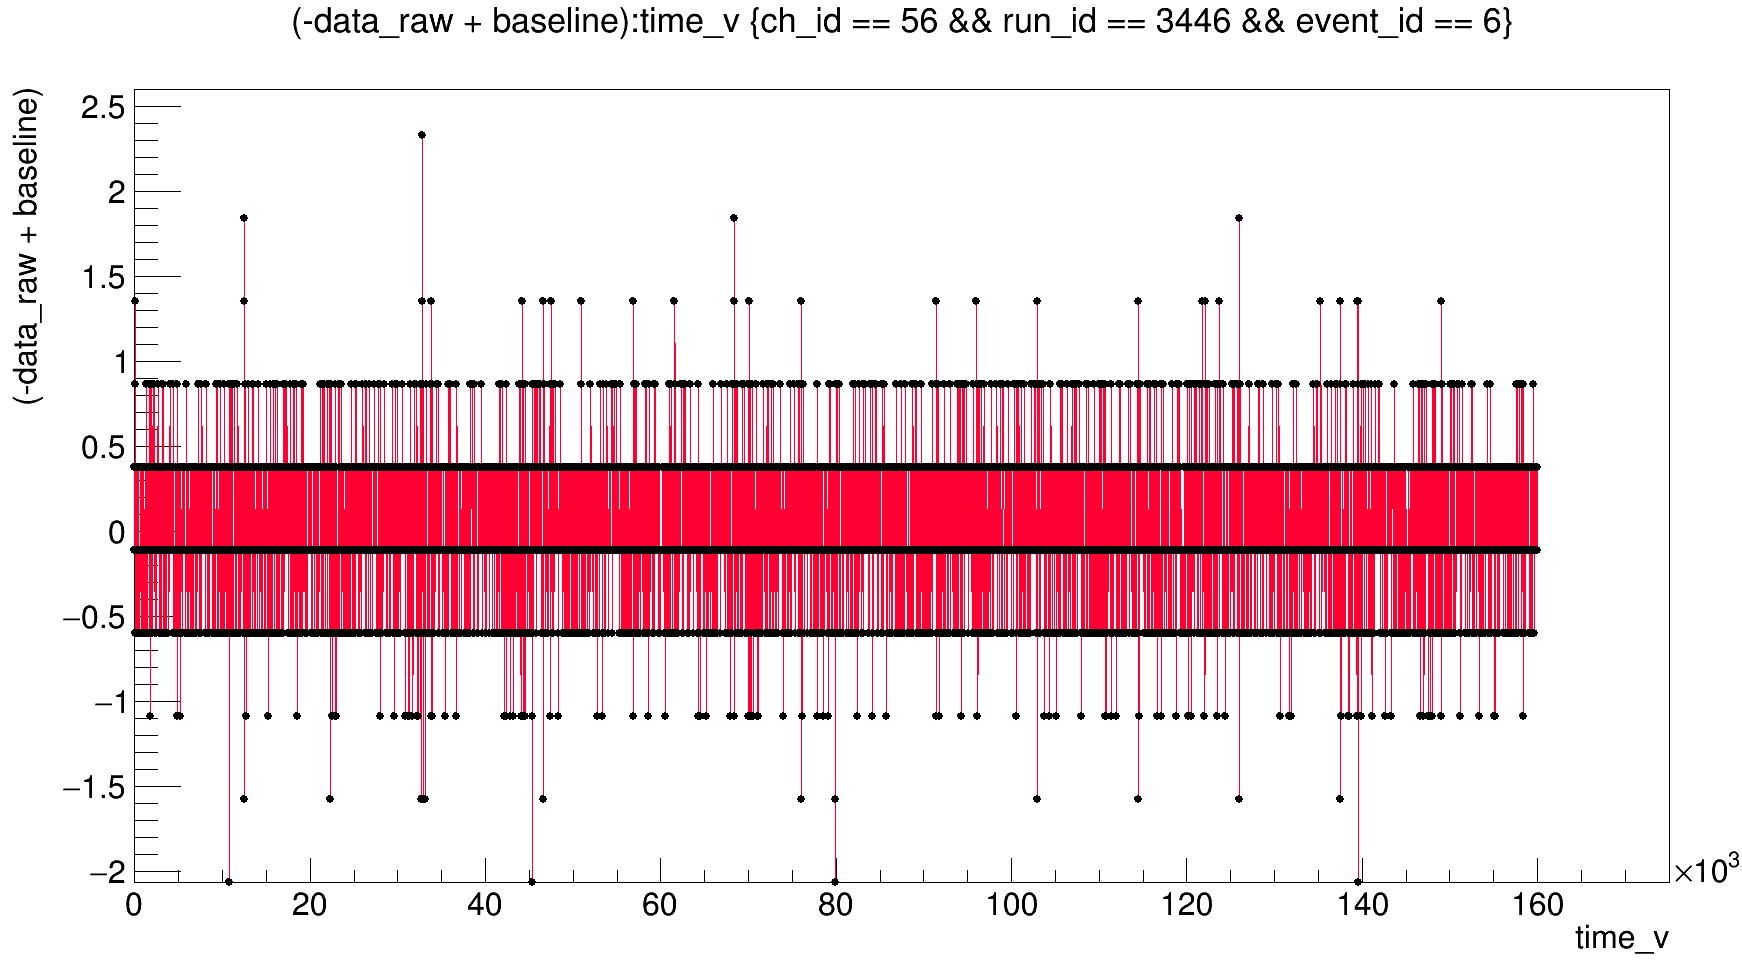 (-data_raw + baseline):time_v {ch_id == 56 && run_id == 3446 && event_id == 6}
(-data_raw + baseline)
2.5
2
1.5
1
0.5
0
−0.5
−1
−1.5
−2
0 20 40 60 80 100 120 140 160
×10³
time_v